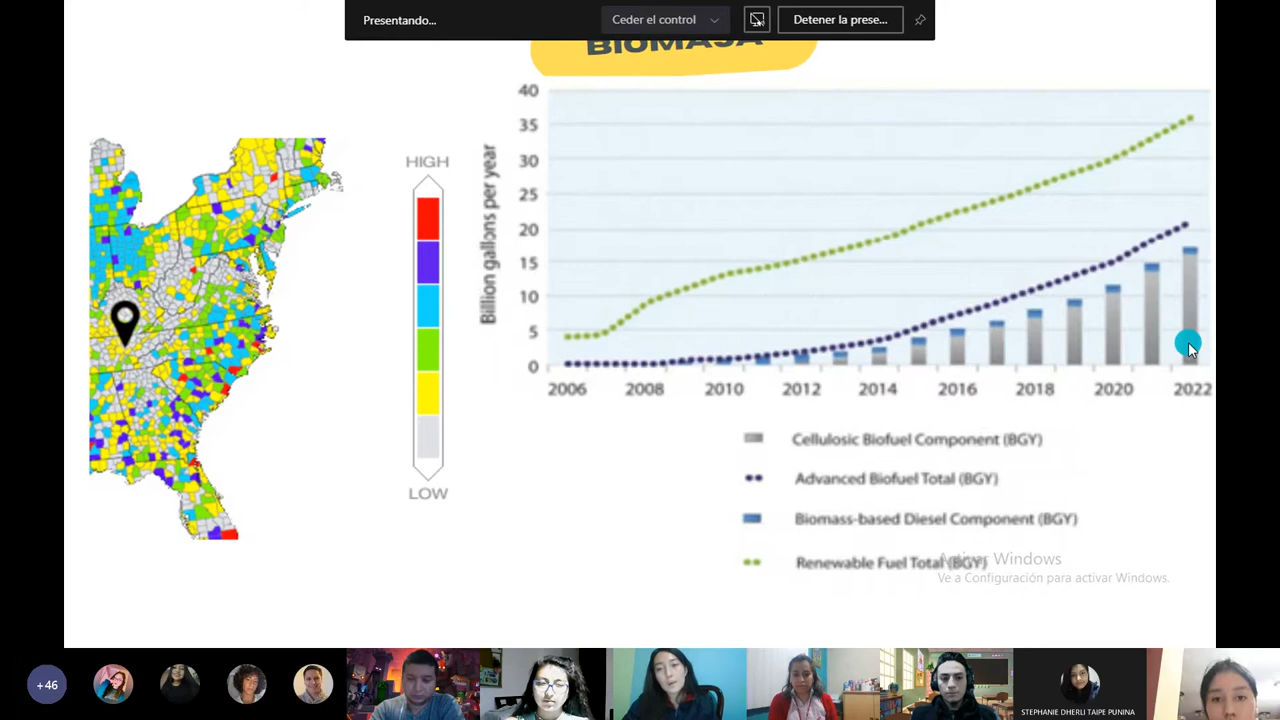 Presentando...
Ceder el control
Detener la prese...
BIOMASA
HIGH
LOW
Billion gallons per year
40
35
30
25
20
15
10
5
0
2006 2008 2010 2012 2014 2016 2018 2020 2022
Cellulosic Biofuel Component (BGY)
Advanced Biofuel Total (BGY)
Biomass-based Diesel Component (BGY)
Renewable Fuel Total (BGY)
Activar Windows
Ve a Configuración para activar Windows.
+46
STEPHANIE DHERLI TAIPE PUNINA